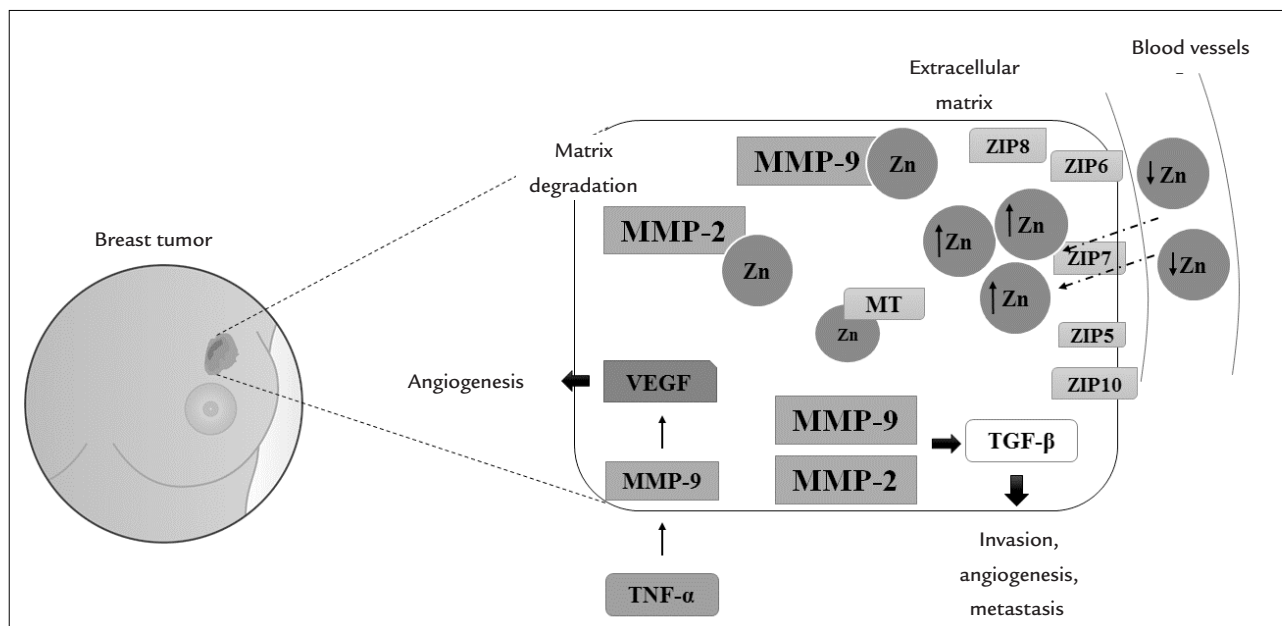 Blood vessels
Extracellular
matrix
Matrix
degradation
MMP-9
Zn
ZIP8
ZIP6
↓Zn
MMP-2
Zn
↑Zn
↑Zn
↑Zn
ZIP7
↓Zn
Breast tumor
MT
Zn
ZIP5
Angiogenesis
VEGF
ZIP10
MMP-9
MMP-2
TGF-β
MMP-9
TNF-α
Invasion,
angiogenesis,
metastasis